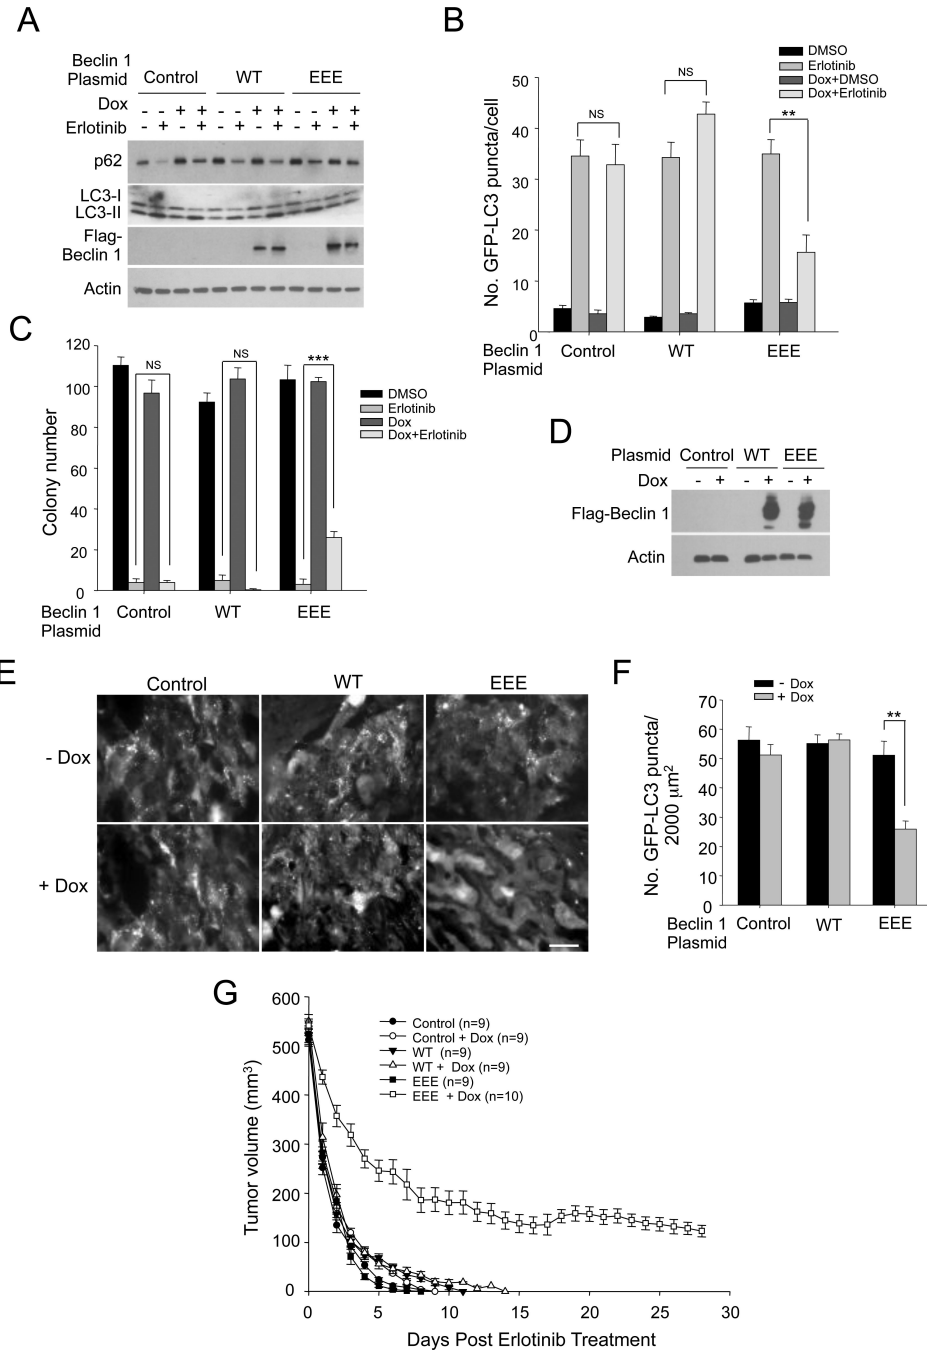 A
Beclin 1
Plasmid
Control WT EEE
Dox - - + + - - + + - - + +
Erlotinib - + - + - + - + - + - +
p62
LC3-I
LC3-II
Flag-
Beclin 1
Actin
B
DMSO
Erlotinib
Dox+DMSO
Dox+Erlotinib
No. GFP-LC3 puncta/cell
50
40
30
20
10
0
NS
NS
**
Beclin 1
Plasmid
Control WT EEE
C
Colony number
120
100
80
60
40
20
0
NS
NS
***
DMSO
Erlotinib
Dox
Dox+Erlotinib
Beclin 1
Plasmid
Control WT EEE
D
Plasmid Control WT EEE
Dox - + - + - +
Flag-Beclin 1
Actin
E
Control WT EEE
- Dox
+ Dox
F
- Dox
+ Dox
No. GFP-LC3 puncta/
2000 µm²
70
60
50
40
30
20
10
0
**
Beclin 1
Plasmid
Control WT EEE
G
Tumor volume (mm³)
600
500
400
300
200
100
0
Control (n=9)
Control + Dox (n=9)
WT (n=9)
WT + Dox (n=9)
EEE (n=9)
EEE + Dox (n=10)
0 5 10 15 20 25 30
Days Post Erlotinib Treatment